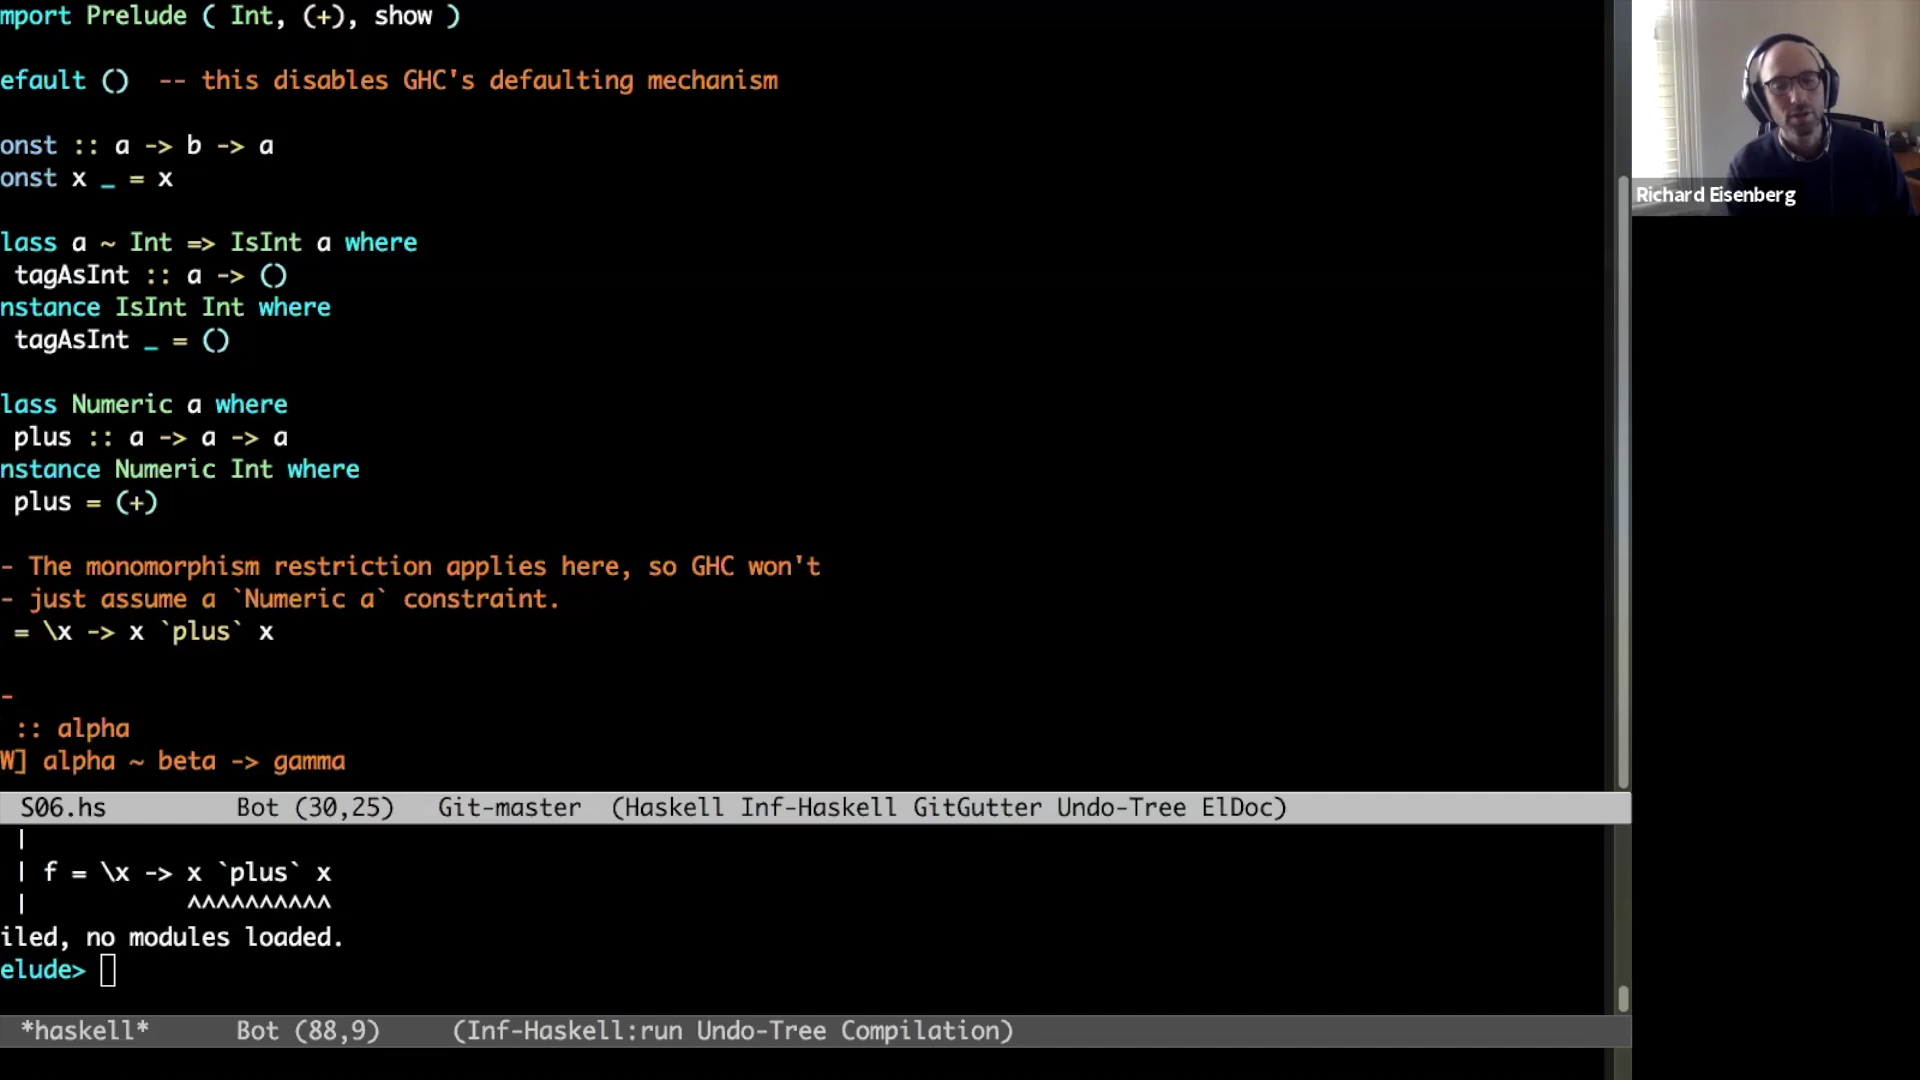 mport Prelude ( Int, (+), show )
efault () -- this disables GHC's defaulting mechanism
onst :: a -> b -> a
onst x _ = x
lass a ~ Int => IsInt a where
tagAsInt :: a -> ()
nstance IsInt Int where
tagAsInt _ = ()
lass Numeric a where
plus :: a -> a -> a
nstance Numeric Int where
plus = (+)
- The monomorphism restriction applies here, so GHC won't
- just assume a `Numeric a` constraint.
= \x -> x `plus` x
-
:: alpha
W] alpha ~ beta -> gamma
S06.hs Bot (30,25) Git-master (Haskell Inf-Haskell GitGutter Undo-Tree ElDoc)
|
| f = \x -> x `plus` x
| ^^^^^^^^^^
iled, no modules loaded.
elude>
*haskell* Bot (88,9) (Inf-Haskell:run Undo-Tree Compilation)
Richard Eisenberg